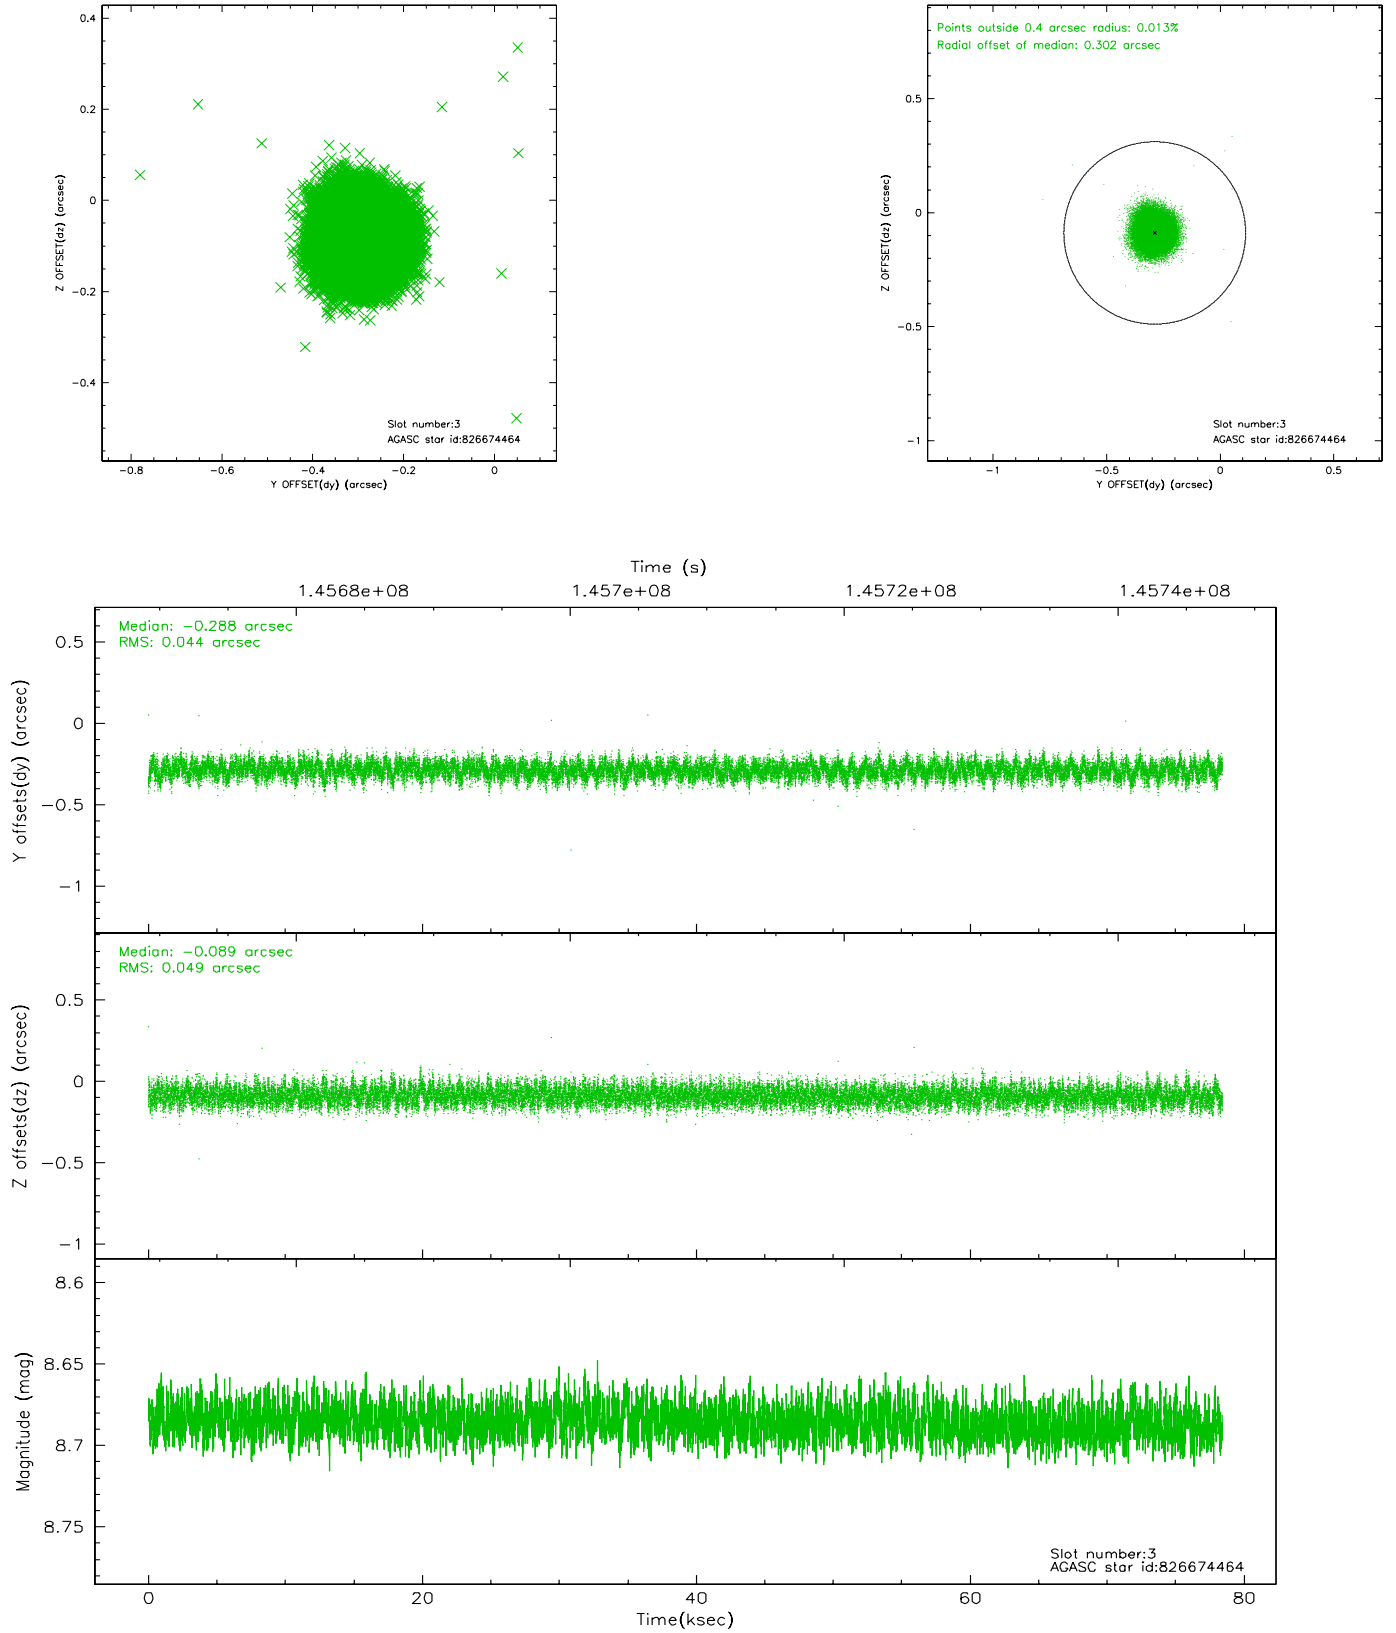 0.4
0.2
0
−0.2
−0.4
Z OFFSET(dz) (arcsec)
Slot number:3
AGASC star id:826674464
−0.8 −0.6 −0.4 −0.2 0
Y OFFSET(dy) (arcsec)
Points outside 0.4 arcsec radius: 0.013%
Radial offset of median: 0.302 arcsec
0.5
0
−0.5
−1
Z OFFSET(dz) (arcsec)
Slot number:3
AGASC star id:826674464
−1 −0.5 0 0.5
Y OFFSET(dy) (arcsec)
Time (s)
1.4568e+08 1.457e+08 1.4572e+08 1.4574e+08
Median: −0.288 arcsec
RMS: 0.044 arcsec
0.5
0
−0.5
−1
Y offsets(dy) (arcsec)
Median: −0.089 arcsec
RMS: 0.049 arcsec
0.5
0
−0.5
−1
Z offsets(dz) (arcsec)
8.6
8.65
8.7
8.75
Magnitude (mag)
Slot number:3
AGASC star id:826674464
0 20 40 60 80
Time(ksec)